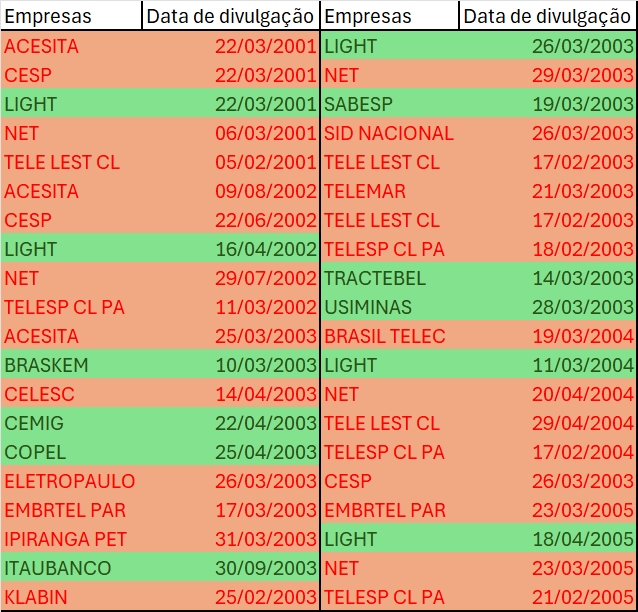 Empresas Data de divulgação Empresas Data de divulgação
ACESITA 22/03/2001 LIGHT 26/03/2003
CESP 22/03/2001 NET 29/03/2003
LIGHT 22/03/2001 SABESP 19/03/2003
NET 06/03/2001 SID NACIONAL 26/03/2003
TELE LEST CL 05/02/2001 TELE LEST CL 17/02/2003
ACESITA 09/08/2002 TELEMAR 21/03/2003
CESP 22/06/2002 TELE LEST CL 17/02/2003
LIGHT 16/04/2002 TELESP CL PA 18/02/2003
NET 29/07/2002 TRACTEBEL 14/03/2003
TELESP CL PA 11/03/2002 USIMINAS 28/03/2003
ACESITA 25/03/2003 BRASIL TELEC 19/03/2004
BRASKEM 10/03/2003 LIGHT 11/03/2004
CELESC 14/04/2003 NET 20/04/2004
CEMIG 22/04/2003 TELE LEST CL 29/04/2004
COPEL 25/04/2003 TELESP CL PA 17/02/2004
ELETROPAULO 26/03/2003 CESP 26/03/2003
EMBRTEL PAR 17/03/2003 EMBRTEL PAR 23/03/2005
IPIRANGA PET 31/03/2003 LIGHT 18/04/2005
ITAUBANCO 30/09/2003 NET 23/03/2005
KLABIN 25/02/2003 TELESP CL PA 21/02/2005